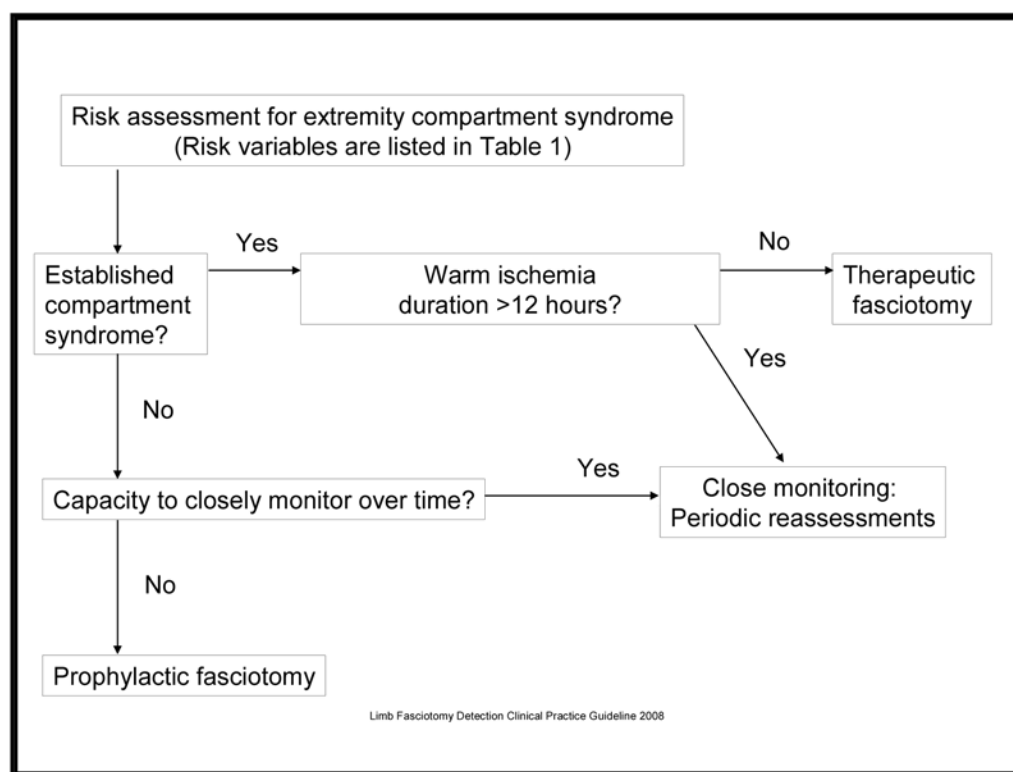 Risk assessment for extremity compartment syndrome
(Risk variables are listed in Table 1)
Established
compartment
syndrome?
Yes
Warm ischemia
duration >12 hours?
No
Therapeutic
fasciotomy
Yes
No
Capacity to closely monitor over time?
Yes
Close monitoring:
Periodic reassessments
No
Prophylactic fasciotomy
Limb Fasciotomy Detection Clinical Practice Guideline 2008